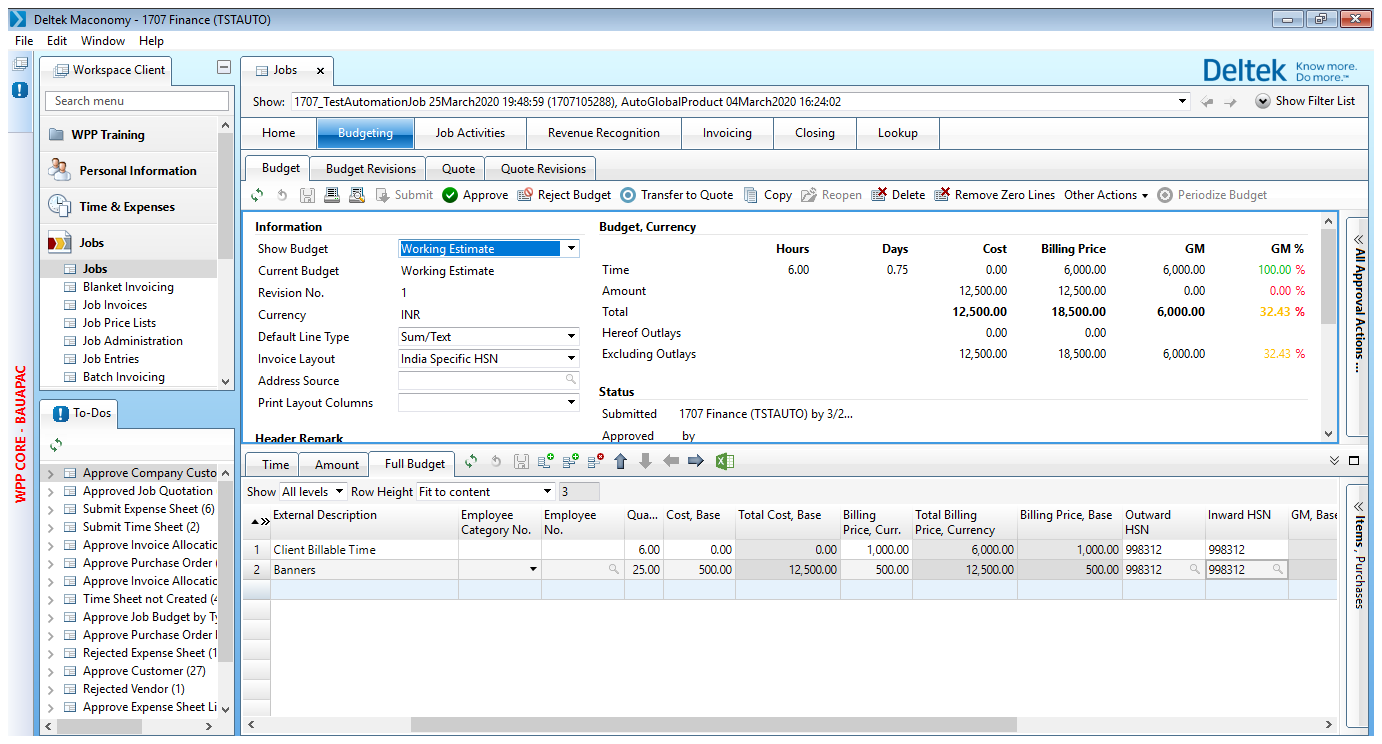 Deltek Maconomy - 1707 Finance (TSTAUTO)
File Edit Window Help
WPP CORE - BAUAPAC
Workspace Client
Search menu
WPP Training
Personal Information
Time & Expenses
Jobs
Jobs
Blanket Invoicing
Job Invoices
Job Price Lists
Job Administration
Job Entries
Batch Invoicing
To-Dos
Approve Company Custo
Approved Job Quotation
Submit Expense Sheet (6)
Submit Time Sheet (2)
Approve Invoice Allocatic
Approve Purchase Order (
Approve Invoice Allocatic
Time Sheet not Created (4
Approve Job Budget by Ty
Approve Purchase Order l
Rejected Expense Sheet (1
Approve Customer (27)
Rejected Vendor (1)
Approve Expense Sheet Li
Jobs x
Deltek Know more. Do more.™
Show: 1707_TestAutomationJob 25March2020 19:48:59 (1707105288), AutoGlobalProduct 04March2020 16:24:02 Show Filter List
Home Budgeting Job Activities Revenue Recognition Invoicing Closing Lookup
Budget Budget Revisions Quote Quote Revisions
Submit Approve Reject Budget Transfer to Quote Copy Reopen Delete Remove Zero Lines Other Actions Periodize Budget
Information
Show Budget Working Estimate
Current Budget Working Estimate
Revision No. 1
Currency INR
Default Line Type Sum/Text
Invoice Layout India Specific HSN
Address Source
Print Layout Columns
Header Remark
Budget, Currency
Hours Days Cost Billing Price GM GM %
Time 6.00 0.75 0.00 6,000.00 6,000.00 100.00 %
Amount 12,500.00 12,500.00 0.00 0.00 %
Total 12,500.00 18,500.00 6,000.00 32.43 %
Hereof Outlays 0.00 0.00
Excluding Outlays 12,500.00 18,500.00 6,000.00 32.43 %
Status
Submitted 1707 Finance (TSTAUTO) by 3/2...
Approved by
All Approval Actions ...
Time Amount Full Budget
Show All levels Row Height Fit to content 3
External Description Employee Category No. Employee No. Qua... Cost, Base Total Cost, Base Billing Price, Curr. Total Billing Price, Currency Billing Price, Base Outward HSN Inward HSN GM, Base
1 Client Billable Time 6.00 0.00 0.00 1,000.00 6,000.00 1,000.00 998312 998312
2 Banners 25.00 500.00 12,500.00 500.00 12,500.00 500.00 998312 998312
Items, Purchases